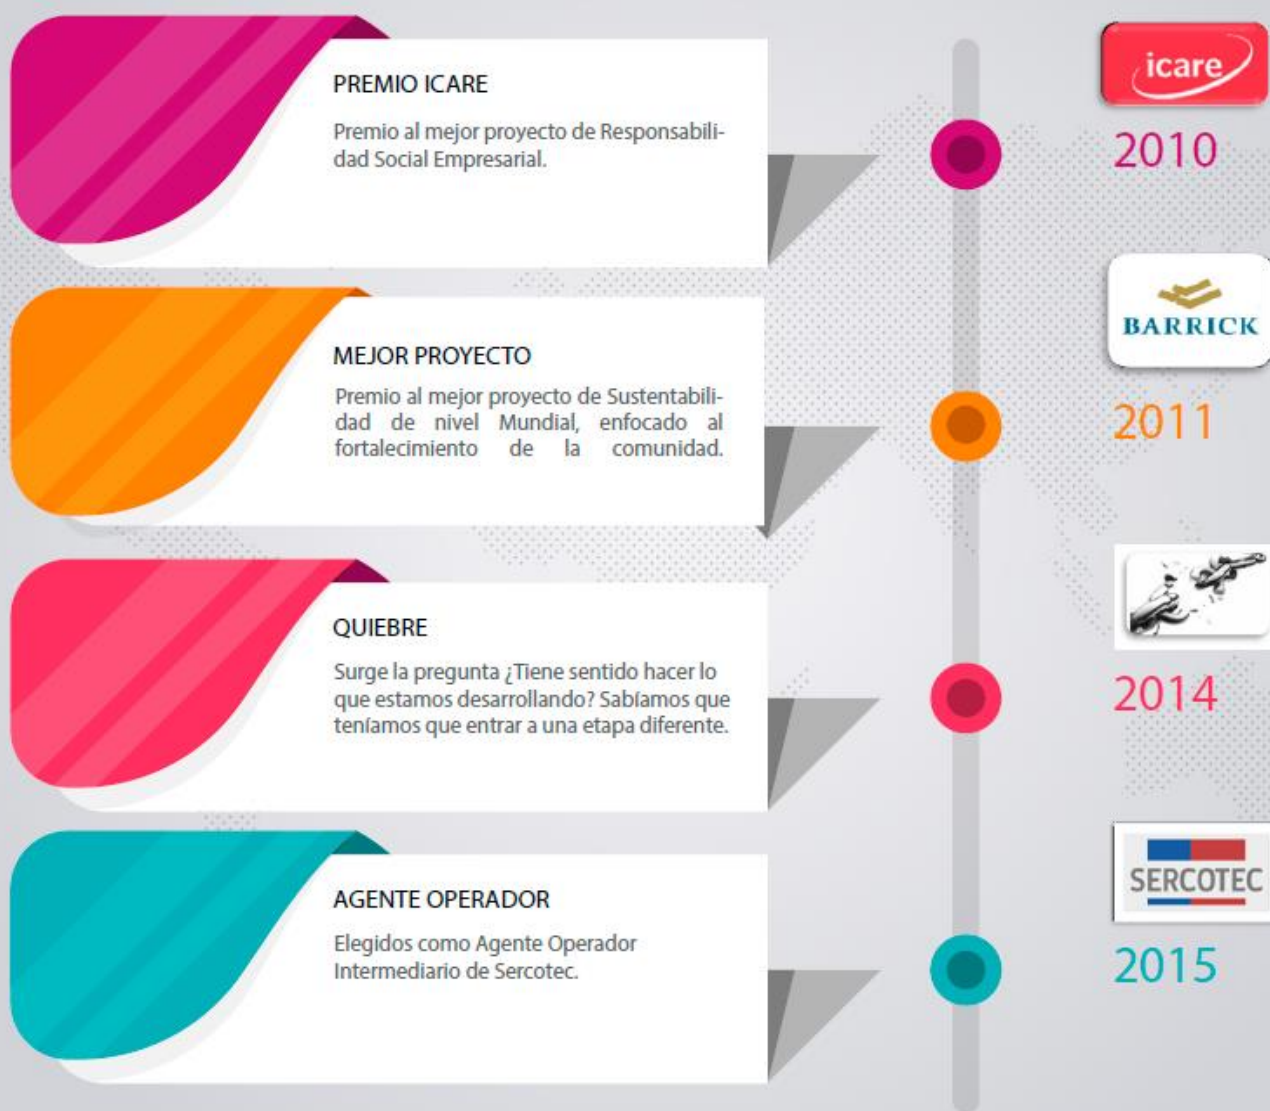 PREMIO ICARE
Premio al mejor proyecto de Responsabili-
dad Social Empresarial.
icare
2010
MEJOR PROYECTO
Premio al mejor proyecto de Sustentabili-
dad de nivel Mundial, enfocado al
fortalecimiento de la comunidad.
BARRICK
2011
QUIEBRE
Surge la pregunta ¿Tiene sentido hacer lo
que estamos desarrollando? Sabíamos que
teníamos que entrar a una etapa diferente.
2014
AGENTE OPERADOR
Elegidos como Agente Operador
Intermediario de Sercotec.
SERCOTEC
2015